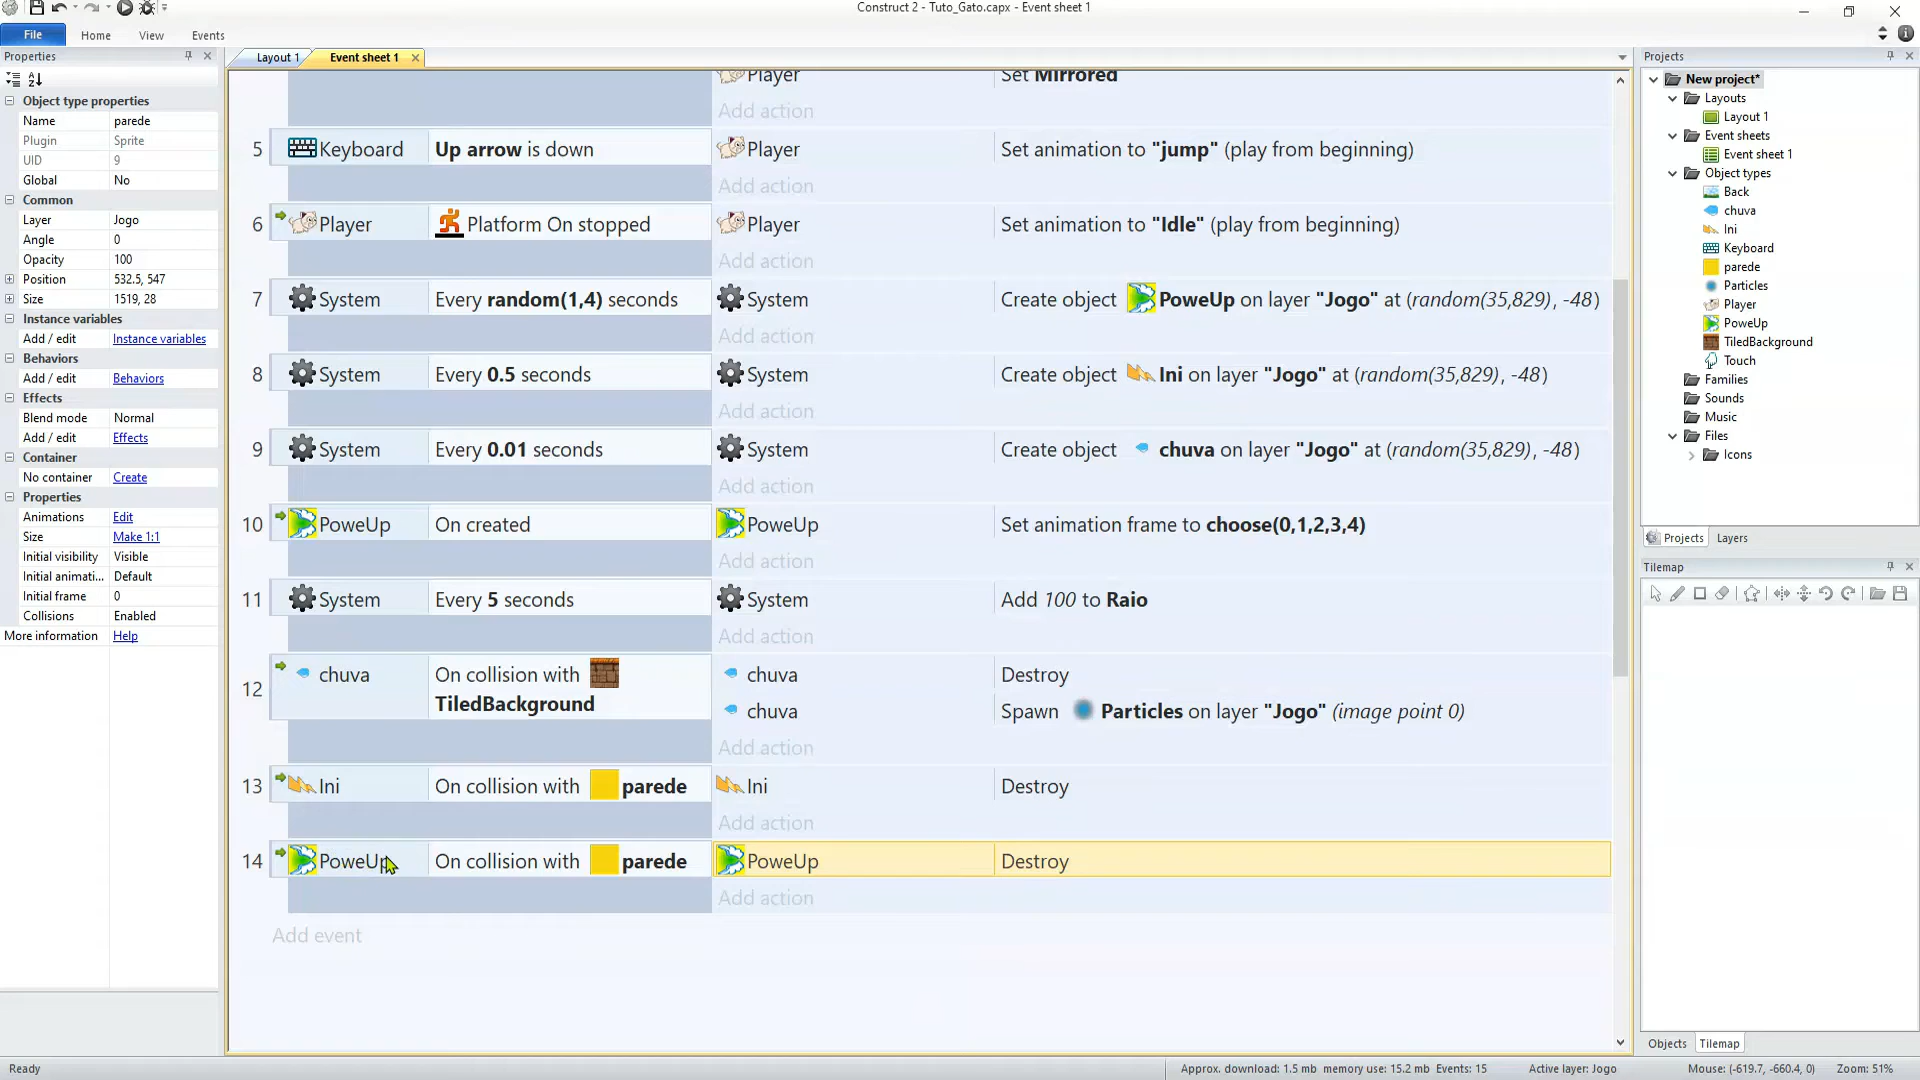 Construct 2 - Tuto_Gato.capx - Event sheet 1
File Home View Events
Properties
Object type properties
Name parede
Plugin Sprite
UID 9
Global No
Common
Layer Jogo
Angle 0
Opacity 100
Position 532.5, 547
Size 1519, 28
Instance variables
Add / edit Instance variables
Behaviors
Add / edit Behaviors
Effects
Blend mode Normal
Add / edit Effects
Container
No container Create
Properties
Animations Edit
Size Make 1:1
Initial visibility Visible
Initial animati... Default
Initial frame 0
Collisions Enabled
More information Help
Layout 1 Event sheet 1
Player Set Mirrored
Add action
5 Keyboard Up arrow is down Player Set animation to "jump" (play from beginning)
Add action
6 Player Platform On stopped Player Set animation to "Idle" (play from beginning)
Add action
7 System Every random(1,4) seconds System Create object PoweUp on layer "Jogo" at (random(35,829), -48)
Add action
8 System Every 0.5 seconds System Create object Ini on layer "Jogo" at (random(35,829), -48)
Add action
9 System Every 0.01 seconds System Create object chuva on layer "Jogo" at (random(35,829), -48)
Add action
10 PoweUp On created PoweUp Set animation frame to choose(0,1,2,3,4)
Add action
11 System Every 5 seconds System Add 100 to Raio
Add action
12 chuva On collision with TiledBackground chuva Destroy
chuva Spawn Particles on layer "Jogo" (image point 0)
Add action
13 Ini On collision with parede Ini Destroy
Add action
14 PoweUp On collision with parede PoweUp Destroy
Add action
Add event
Projects
New project*
Layouts
Layout 1
Event sheets
Event sheet 1
Object types
Back
chuva
Ini
Keyboard
parede
Particles
Player
PoweUp
TiledBackground
Touch
Families
Sounds
Music
Files
Icons
Projects Layers
Tilemap
Objects Tilemap
Ready Approx. download: 1.5 mb memory use: 15.2 mb Events: 15 Active layer: Jogo Mouse: (-619.7, -660.4, 0) Zoom: 51%